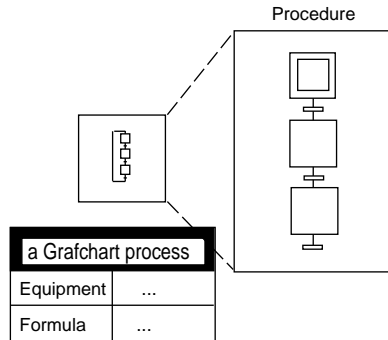 Procedure
a Grafchart process
Equipment ...
Formula ...